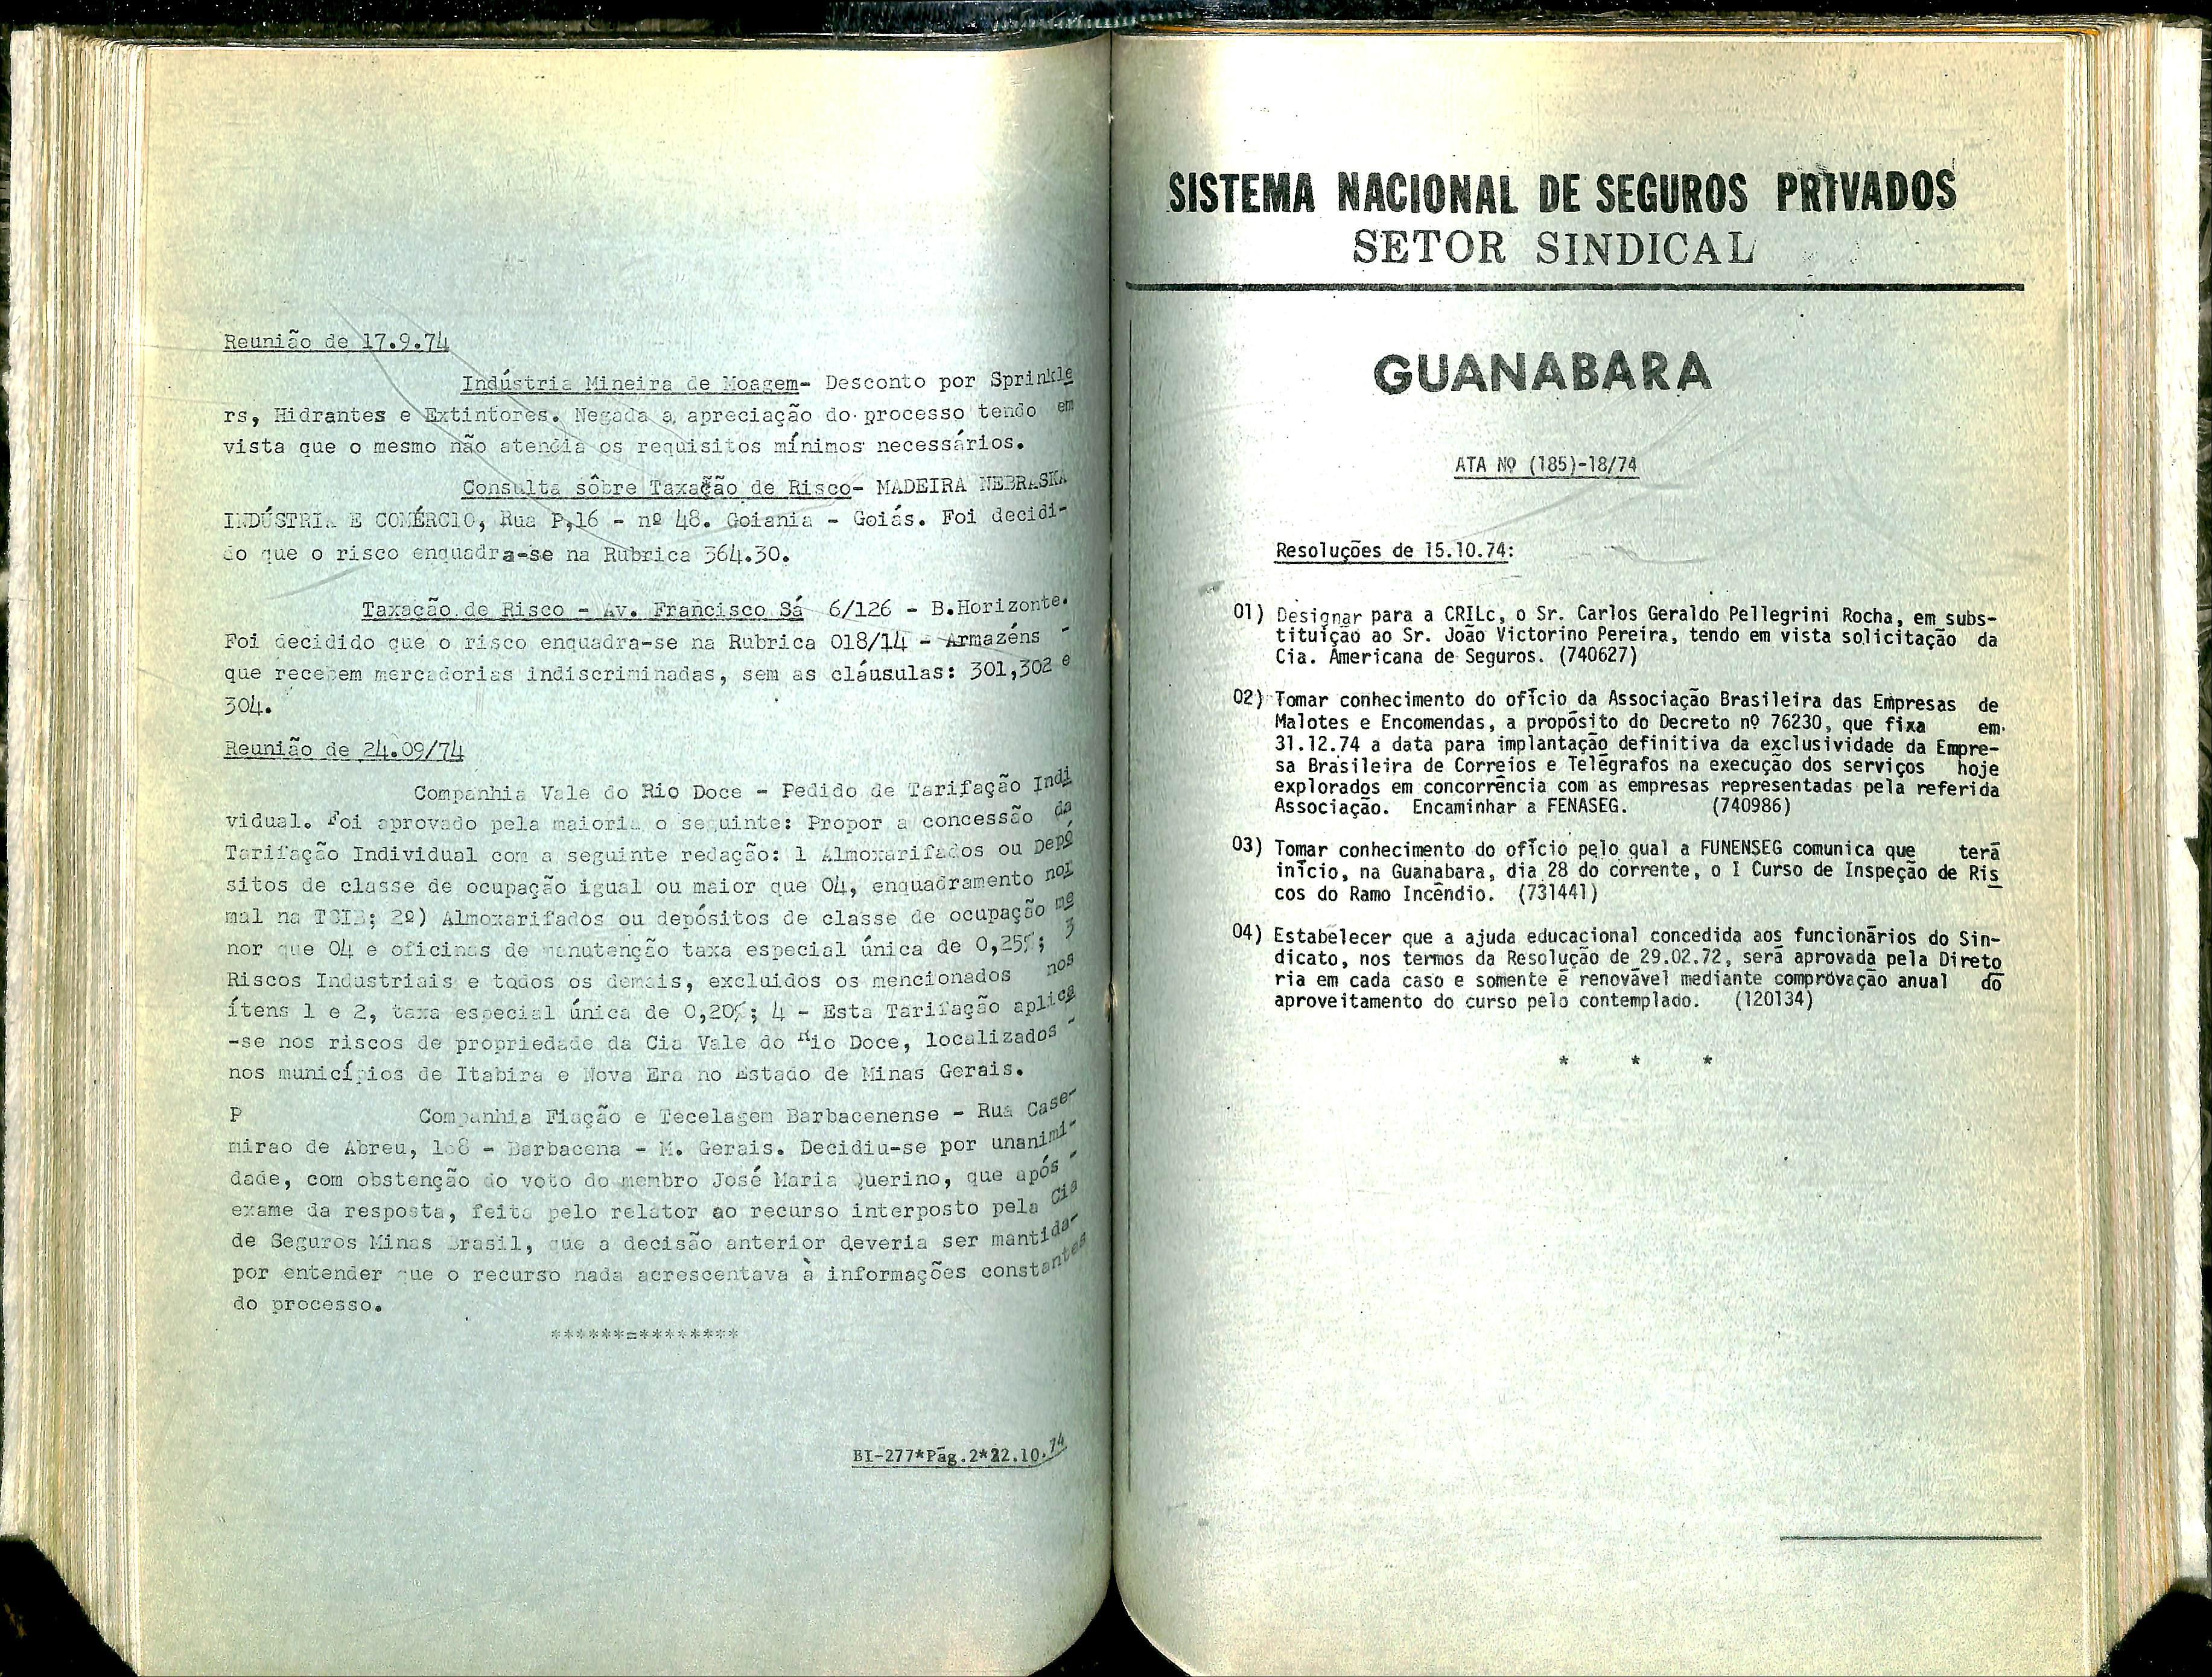 Reunião de 17.9.74
Indústria Mineira de Moagem- Desconto por Sprinkle
rs, Hidrantes e Extintores. Negada a apreciação do processo tendo em
vista que o mesmo não atendia os requisitos mínimos necessários.
Consulta sôbre Taxação de Risco- MADEIRA NEBRASKA
INDÚSTRIA E COMÉRCIO, Rua P,16 - nº 48. Goiania - Goiás. Foi decidi-
do que o risco enquadra-se na Rubrica 364.30.
Taxação de Risco - Av. Francisco Sá 6/126 - B.Horizonte.
Foi decidido que o risco enquadra-se na Rubrica 018/14 - Armazéns -
que recebem mercadorias indiscriminadas, sem as cláusulas: 301,302 e
304.
Reunião de 24.09/74
Companhia Vale do Rio Doce - Pedido de Tarifação Indi
vidual. Foi aprovado pela maioria o seguinte: Propor a concessão da
Tarifação Individual com a seguinte redação: 1 Almoxarifados ou Depó
sitos de classe de ocupação igual ou maior que 04, enquadramento nor
mal na TSIB; 2º) Almoxarifados ou depósitos de classe de ocupação me
nor que 04 e oficinas de manutenção taxa especial única de 0,25%; 3
Riscos Industriais e todos os demais, excluidos os mencionados nos
ítens 1 e 2, taxa especial única de 0,20%; 4 - Esta Tarifação aplica
-se nos riscos de propriedade da Cia Vale do Rio Doce, localizados -
nos municípios de Itabira e Nova Era no Estado de Minas Gerais.
P Companhia Fiação e Tecelagem Barbacenense - Rua Case-
mirao de Abreu, - Barbacena - M. Gerais. Decidiu-se por unanimi-
dade, com obstenção do voto do membro José Maria Querino, que após -
exame da resposta, feita pelo relator ao recurso interposto pela Cia
de Seguros Minas Brasil, que a decisão anterior deveria ser mantida-
por entender que o recurso nada acrescentava à informações constantes
do processo.
******=********
BI-277*Pág.2*22.10.74
SISTEMA NACIONAL DE SEGUROS PRIVADOS
SETOR SINDICAL
GUANABARA
ATA Nº (185)-18/74
Resoluções de 15.10.74:
01) Designar para a CRILc, o Sr. Carlos Geraldo Pellegrini Rocha, em subs-
tituição ao Sr. João Victorino Pereira, tendo em vista solicitação da
Cia. Americana de Seguros. (740627)
02) Tomar conhecimento do ofício da Associação Brasileira das Empresas de
Malotes e Encomendas, a propósito do Decreto nº 76230, que fixa em
31.12.74 a data para implantação definitiva da exclusividade da Empre-
sa Brasileira de Correios e Telégrafos na execução dos serviços hoje
explorados em concorrência com as empresas representadas pela referida
Associação. Encaminhar a FENASEG. (740986)
03) Tomar conhecimento do ofício pelo qual a FUNENSEG comunica que terá
início, na Guanabara, dia 28 do corrente, o I Curso de Inspeção de Ris
cos do Ramo Incêndio. (731441)
04) Estabelecer que a ajuda educacional concedida aos funcionários do Sin-
dicato, nos termos da Resolução de 29.02.72, será aprovada pela Direto
ria em cada caso e somente é renovável mediante comprovação anual do
aproveitamento do curso pelo contemplado. (120134)
* * *